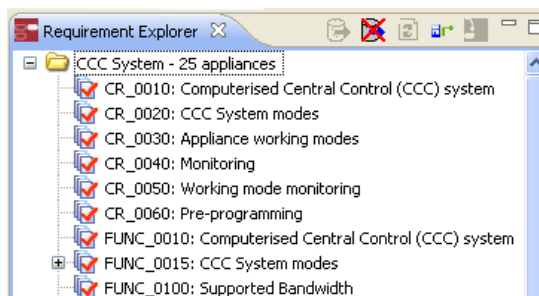 Requirement Explorer
CCC System - 25 appliances
CR_0010: Computerised Central Control (CCC) system
CR_0020: CCC System modes
CR_0030: Appliance working modes
CR_0040: Monitoring
CR_0050: Working mode monitoring
CR_0060: Pre-programming
FUNC_0010: Computerised Central Control (CCC) system
FUNC_0015: CCC System modes
FUNC_0100: Supported Bandwidth